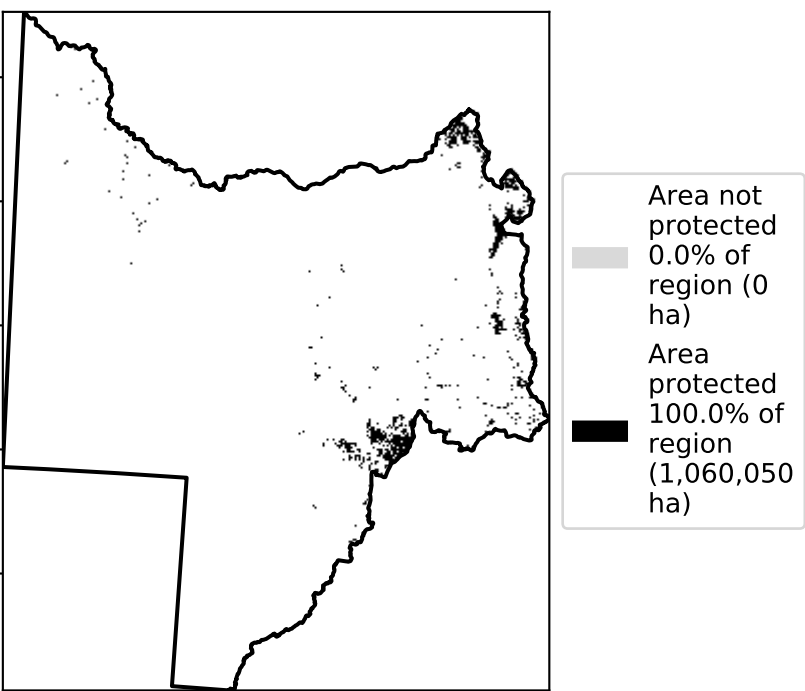 Area not
protected
0.0% of
region (0
ha)
Area
protected
100.0% of
region
(1,060,050
ha)